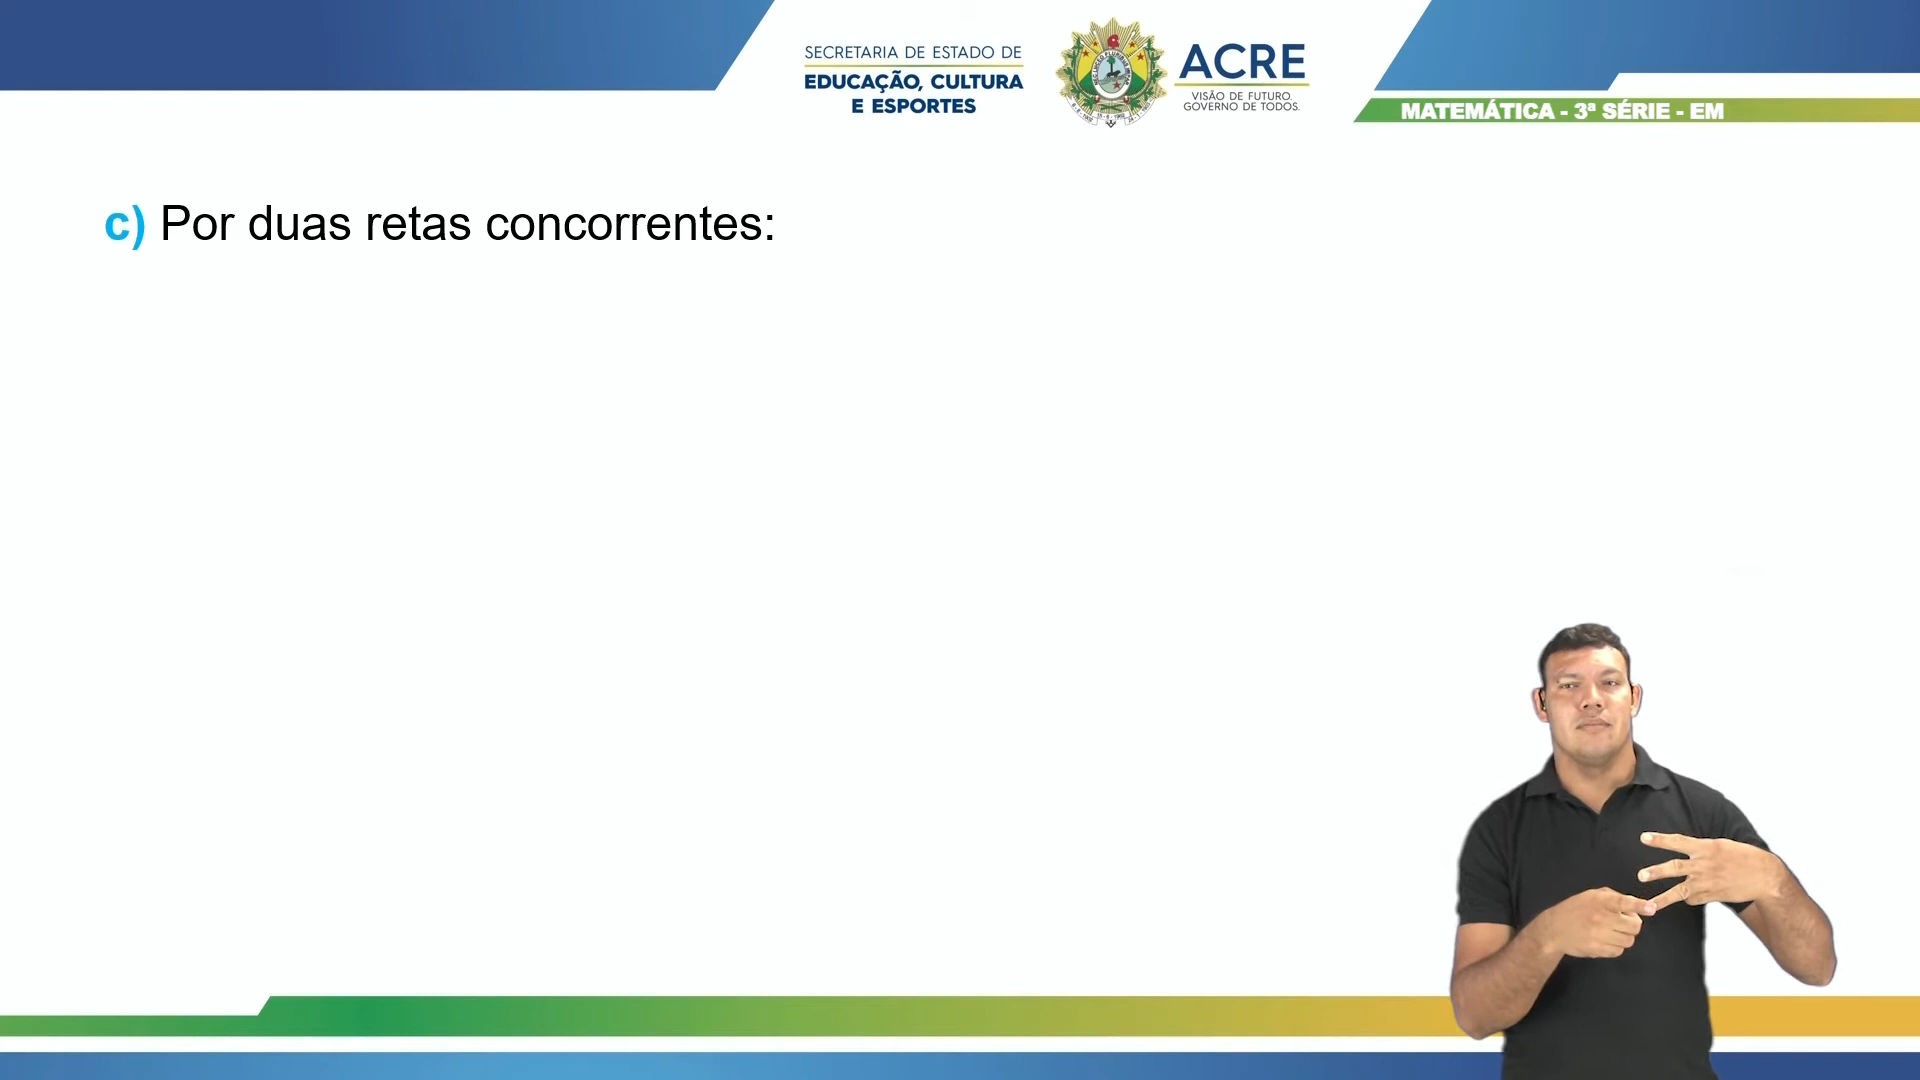 SECRETARIA DE ESTADO DE
EDUCAÇÃO, CULTURA
E ESPORTES
ACRE
VISÃO DE FUTURO.
GOVERNO DE TODOS.
MATEMÁTICA - 3ª SÉRIE - EM
c) Por duas retas concorrentes: